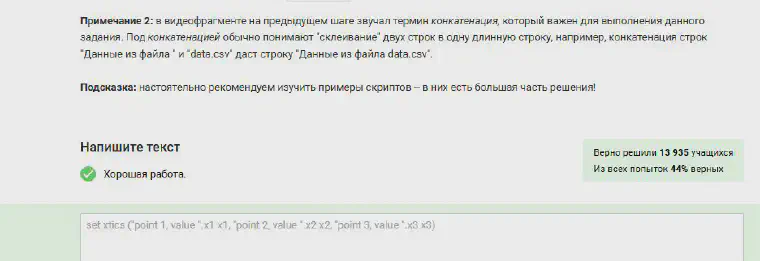 Примечание 2: в видеофрагменте на предыдущем шаге звучал термин конкатенация, который важен для выполнения данного
задания. Под конкатенацией обычно понимают "склеивание" двух строк в одну длинную строку, например, конкатенация строк
"Данные из файла " и "data.csv" даст строку "Данные из файла data.csv".
Подсказка: настоятельно рекомендуем изучить примеры скриптов – в них есть большая часть решения!
Напишите текст
Хорошая работа.
Верно решили 13 935 учащихся
Из всех попыток 44% верных
set xtics ("point 1, value ".x1 x1, "point 2, value ".x2 x2, "point 3, value ".x3 x3)